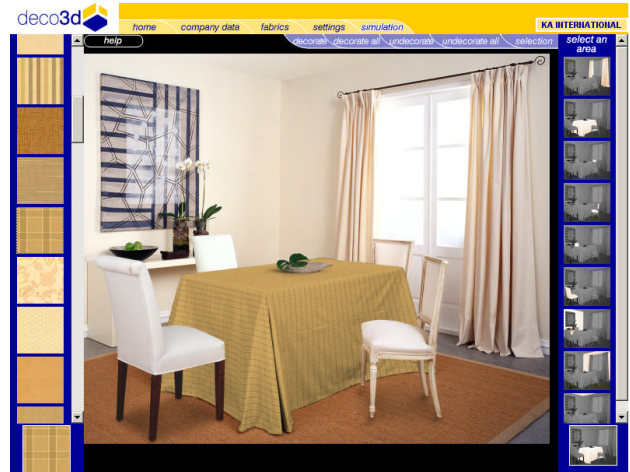 deco3d
home company data fabrics settings simulation
KA INTERNATIONAL
help
decorate decorate all undecorate undecorate all selection
select an
area